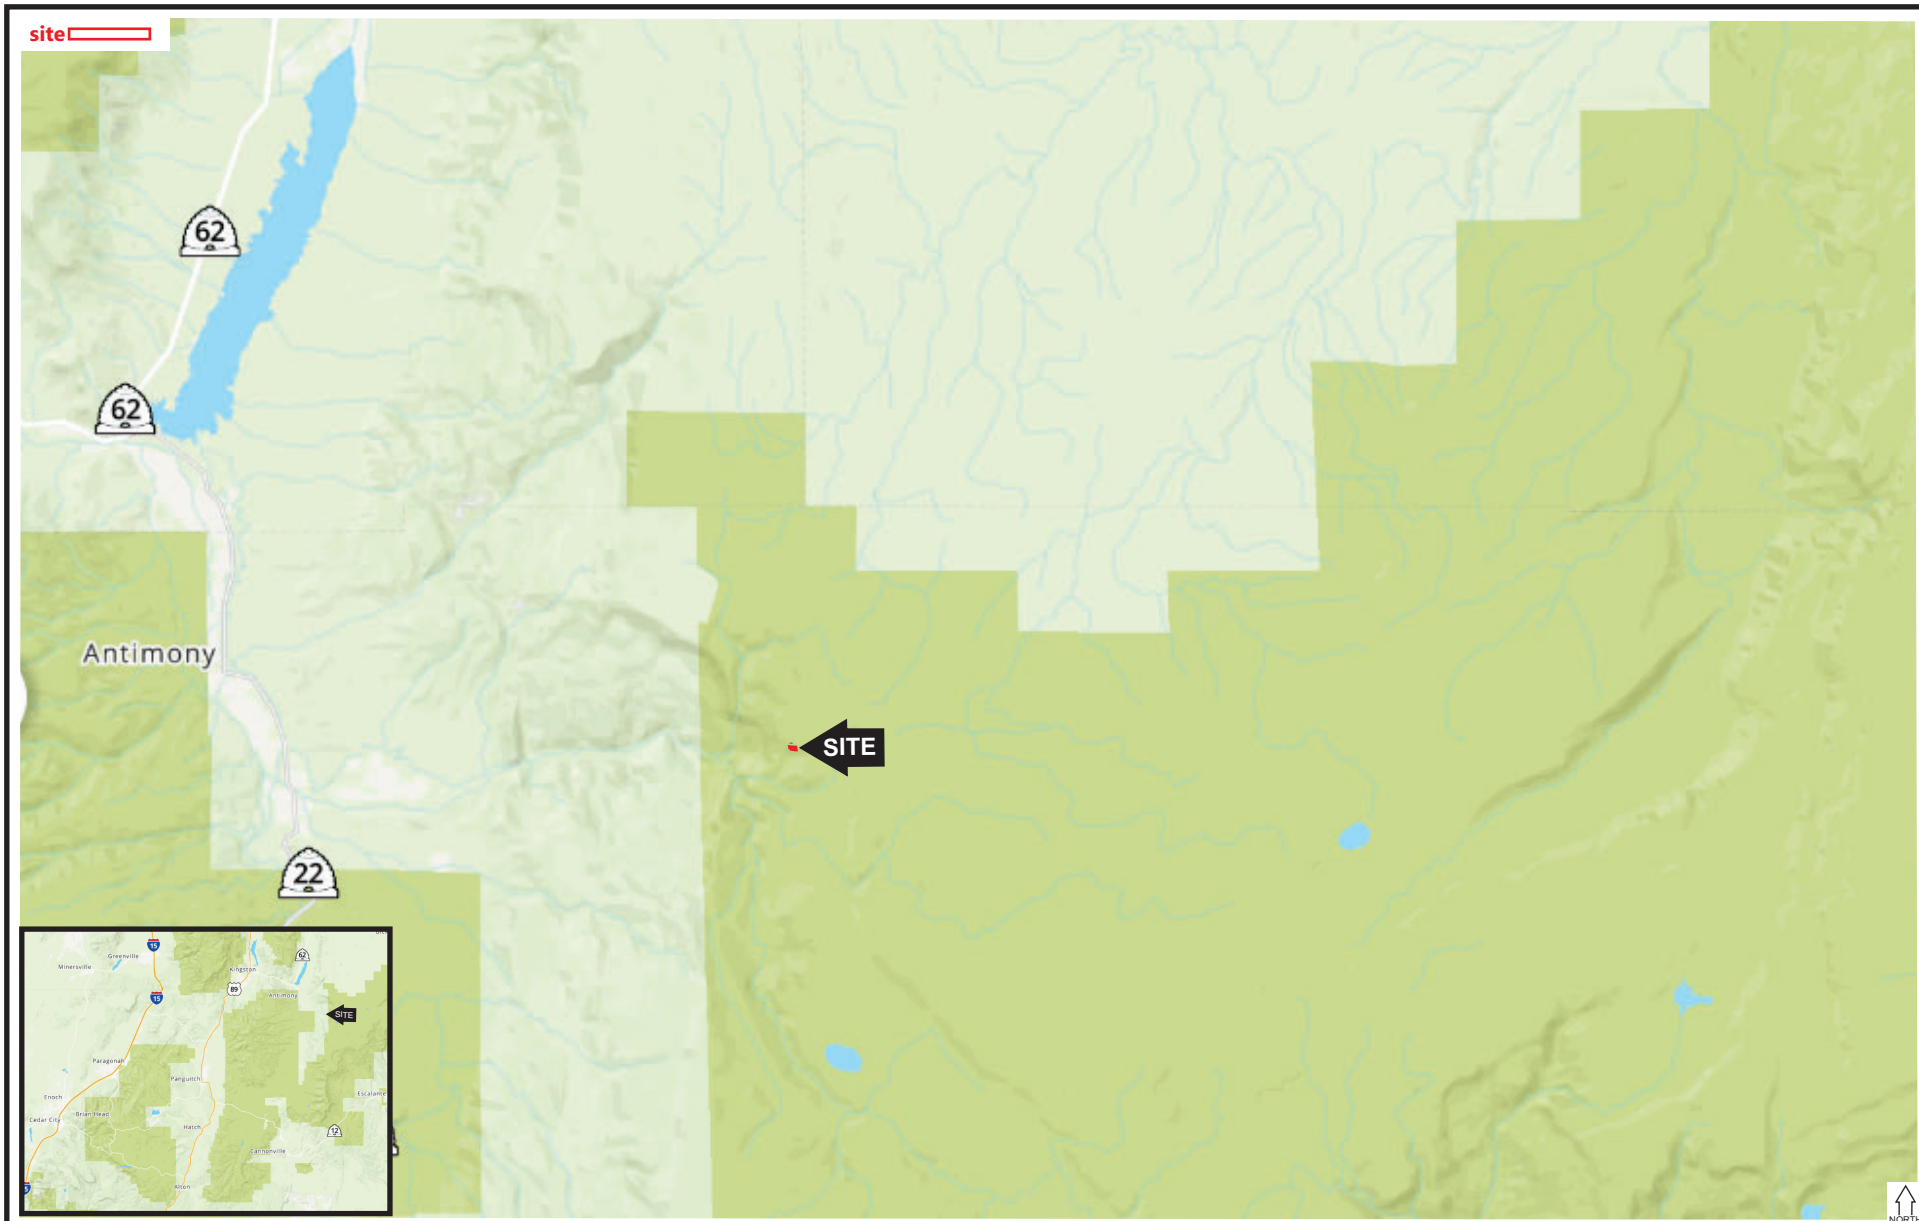 site
62
62
Antimony
SITE
22
15
Greenville
Minersville
62
Kingston
89
15
Antimony
SITE
Paragonah
Panguitch
Enoch
Escalante
Brian Head
Cedar City
Hatch
12
Cannonville
Alton
NORTH